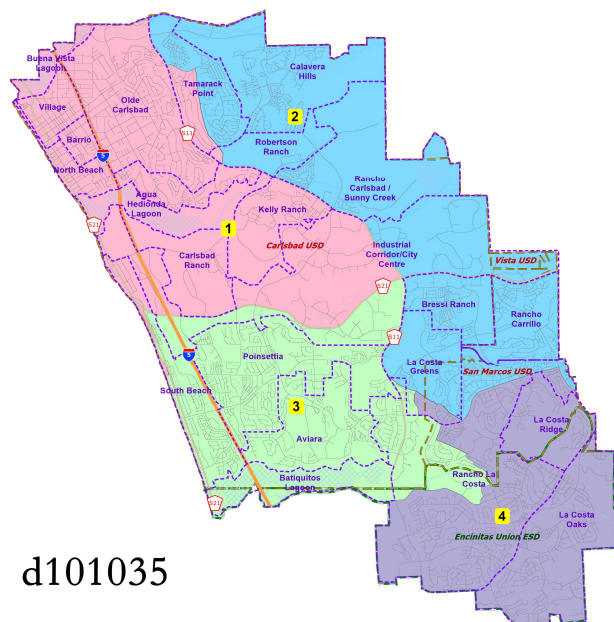 Buena Vista
Lagoon
Calavera
Hills
Tamarack
Point
Olde
Carlsbad
Village
2
S11
Barrio
Robertson
Ranch
5
North Beach
Rancho
Carlsbad /
Sunny Creek
Agua
Hedionda
Lagoon
Kelly Ranch
S21
1
Carlsbad USD
Industrial
Corridor/City
Centre
Carlsbad
Ranch
Vista USD
S21
Bressi Ranch
Rancho
Carrillo
S11
5
Poinsettia
La Costa
Greens
San Marcos USD
South Beach
3
La Costa
Ridge
Aviara
Batiquitos
Lagoon
Rancho La
Costa
S21
4
La Costa
Oaks
Encinitas Union ESD
d101035